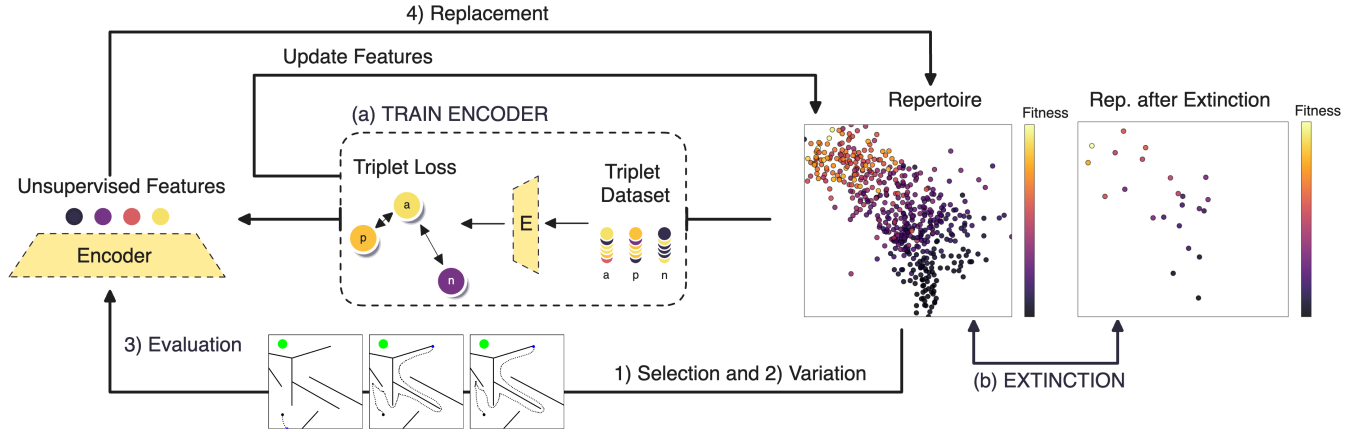 4) Replacement
Update Features
(a) TRAIN ENCODER
Repertoire
Rep. after Extinction
Fitness
Fitness
Triplet Loss
Triplet
Dataset
Unsupervised Features
a
p
n
E
a
p
n
Encoder
3) Evaluation
1) Selection and 2) Variation
(b) EXTINCTION